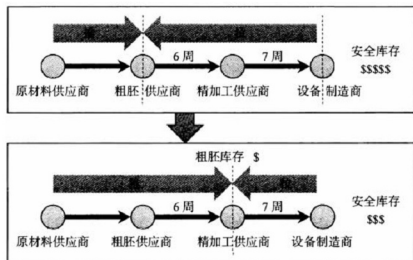 6 周
7 周
安全库存
$$$$$
原材料供应商
粗胚供应商
精加工供应商
设备制造商
粗胚库存 $
6 周
7 周
安全库存
$$$
原材料供应商
粗胚供应商
精加工供应商
设备制造商